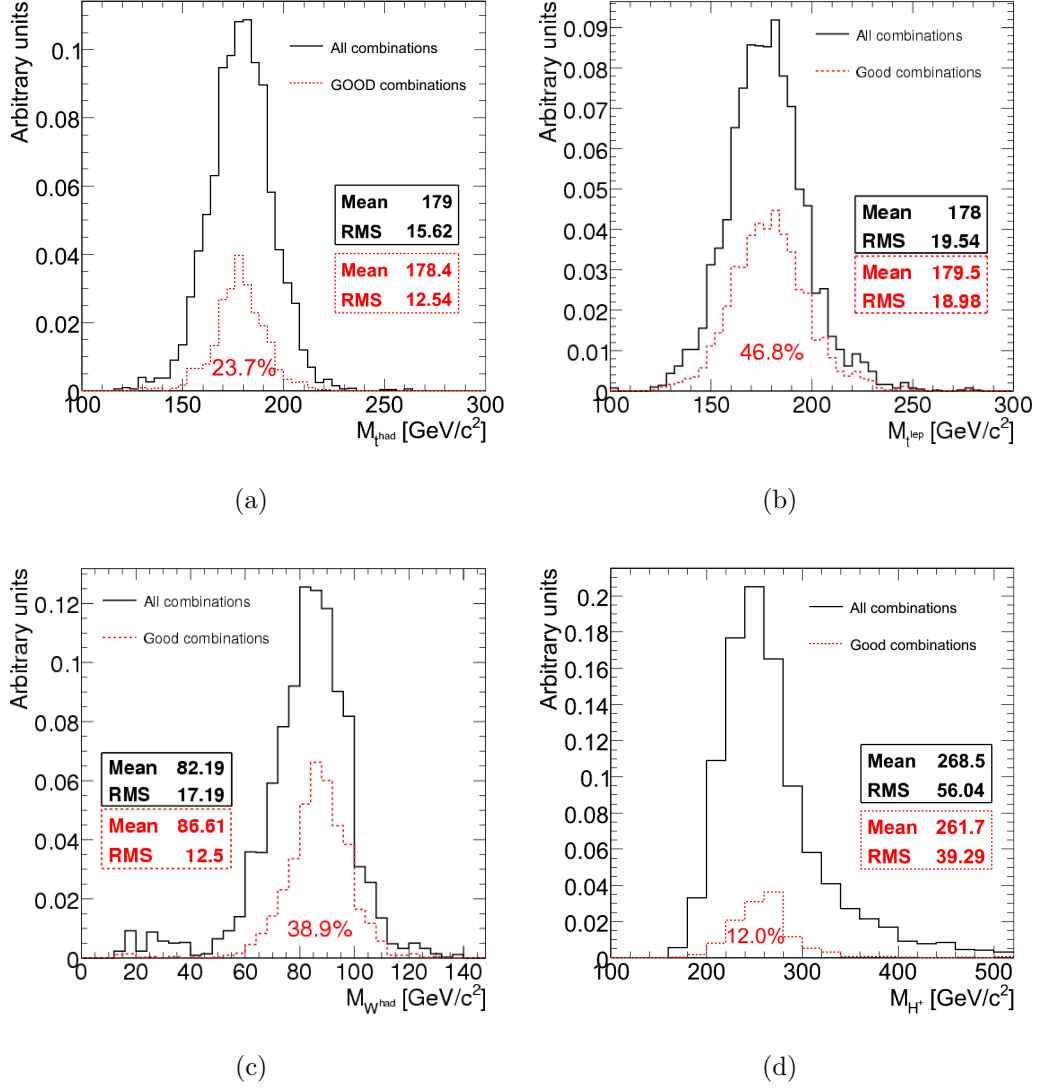 Arbitrary units
0.1
0.08
0.06
0.04
0.02
0
100 150 200 250 300
M_t^had [GeV/c^2]
All combinations
GOOD combinations
Mean 179
RMS 15.62
Mean 178.4
RMS 12.54
23.7%
(a)
Arbitrary units
0.09
0.08
0.07
0.06
0.05
0.04
0.03
0.02
0.01
0
100 150 200 250 300
M_t^lep [GeV/c^2]
All combinations
Good combinations
Mean 178
RMS 19.54
Mean 179.5
RMS 18.98
46.8%
(b)
Arbitrary units
0.12
0.1
0.08
0.06
0.04
0.02
0
0 20 40 60 80 100 120 140
M_W^had [GeV/c^2]
All combinations
Good combinations
Mean 82.19
RMS 17.19
Mean 86.61
RMS 12.5
38.9%
(c)
Arbitrary units
0.2
0.18
0.16
0.14
0.12
0.1
0.08
0.06
0.04
0.02
0
100 200 300 400 500
M_H^+ [GeV/c^2]
All combinations
Good combinations
Mean 268.5
RMS 56.04
Mean 261.7
RMS 39.29
12.0%
(d)